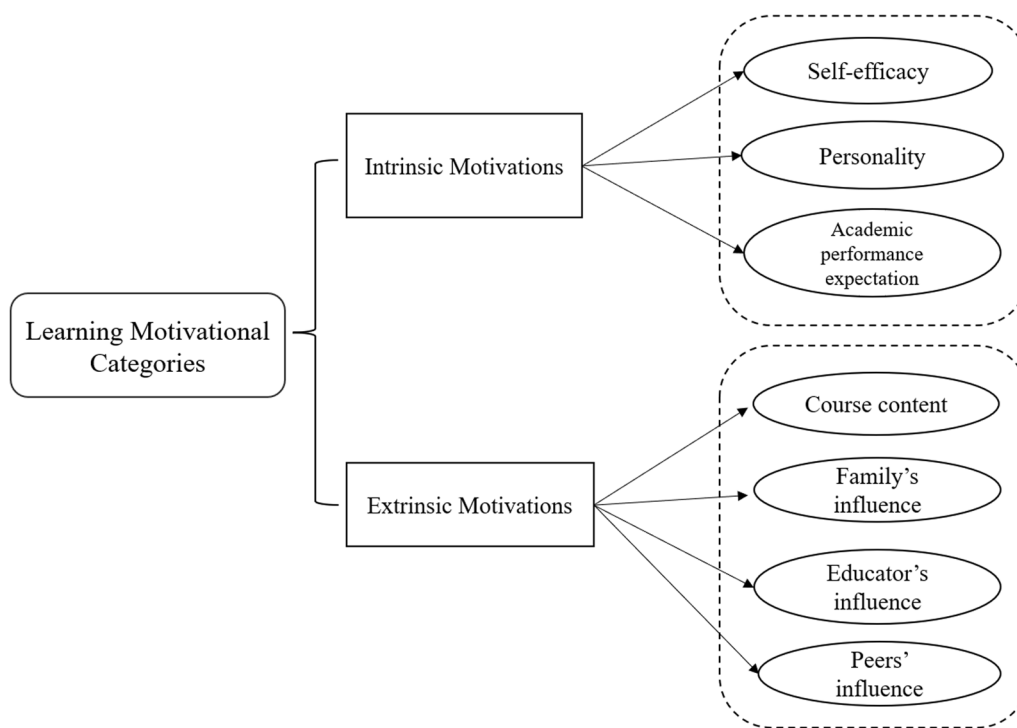 Self-efficacy
Intrinsic Motivations
Personality
Academic
performance
expectation
Learning Motivational
Categories
Course content
Extrinsic Motivations
Family’s
influence
Educator’s
influence
Peers’
influence